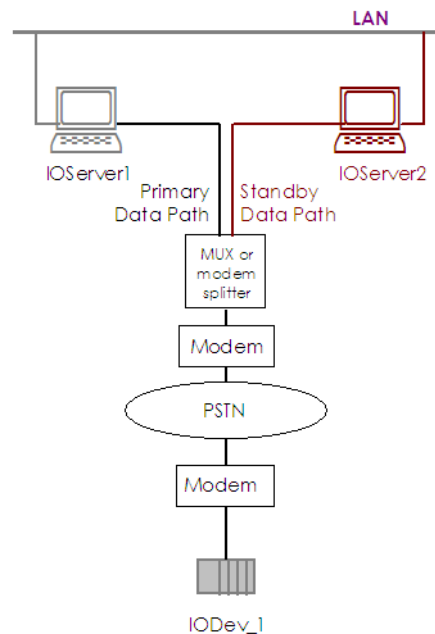 LAN
IOServer1
IOServer2
Primary
Data Path
Standby
Data Path
MUX or
modem
splitter
Modem
PSTN
Modem
IODev_1